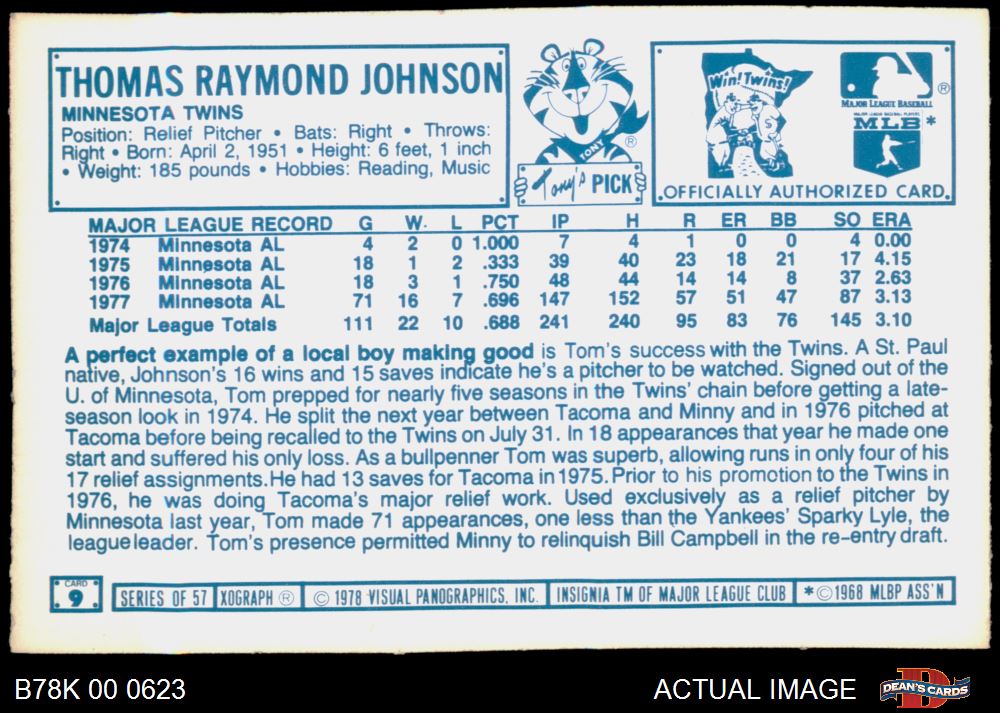 THOMAS RAYMOND JOHNSON
MINNESOTA TWINS
Position: Relief Pitcher • Bats: Right • Throws:
Right • Born: April 2, 1951 • Height: 6 feet, 1 inch
• Weight: 185 pounds • Hobbies: Reading, Music
TONY
®
Tony's PICK
Win! Twins!
®
MAJOR LEAGUE BASEBALL
MAJOR LEAGUE BASEBALL PLAYERS
MLB *
OFFICIALLY AUTHORIZED CARD
MAJOR LEAGUE RECORD G W. L PCT IP H R ER BB SO ERA
1974 Minnesota AL 4 2 0 1.000 7 4 1 0 0 4 0.00
1975 Minnesota AL 18 1 2 .333 39 40 23 18 21 17 4.15
1976 Minnesota AL 18 3 1 .750 48 44 14 14 8 37 2.63
1977 Minnesota AL 71 16 7 .696 147 152 57 51 47 87 3.13
Major League Totals 111 22 10 .688 241 240 95 83 76 145 3.10
A perfect example of a local boy making good is Tom's success with the Twins. A St. Paul
native, Johnson's 16 wins and 15 saves indicate he's a pitcher to be watched. Signed out of the
U. of Minnesota, Tom prepped for nearly five seasons in the Twins' chain before getting a late-
season look in 1974. He split the next year between Tacoma and Minny and in 1976 pitched at
Tacoma before being recalled to the Twins on July 31. In 18 appearances that year he made one
start and suffered his only loss. As a bullpenner Tom was superb, allowing runs in only four of his
17 relief assignments. He had 13 saves for Tacoma in 1975. Prior to his promotion to the Twins in
1976, he was doing Tacoma's major relief work. Used exclusively as a relief pitcher by
Minnesota last year, Tom made 71 appearances, one less than the Yankees' Sparky Lyle, the
league leader. Tom's presence permitted Minny to relinquish Bill Campbell in the re-entry draft.
CARD
9
SERIES OF 57 XOGRAPH ® © 1978 VISUAL PANOGRAPHICS, INC. INSIGNIA TM OF MAJOR LEAGUE CLUB *©1968 MLBP ASS'N
B78K 00 0623
ACTUAL IMAGE
D
DEAN'S CARDS